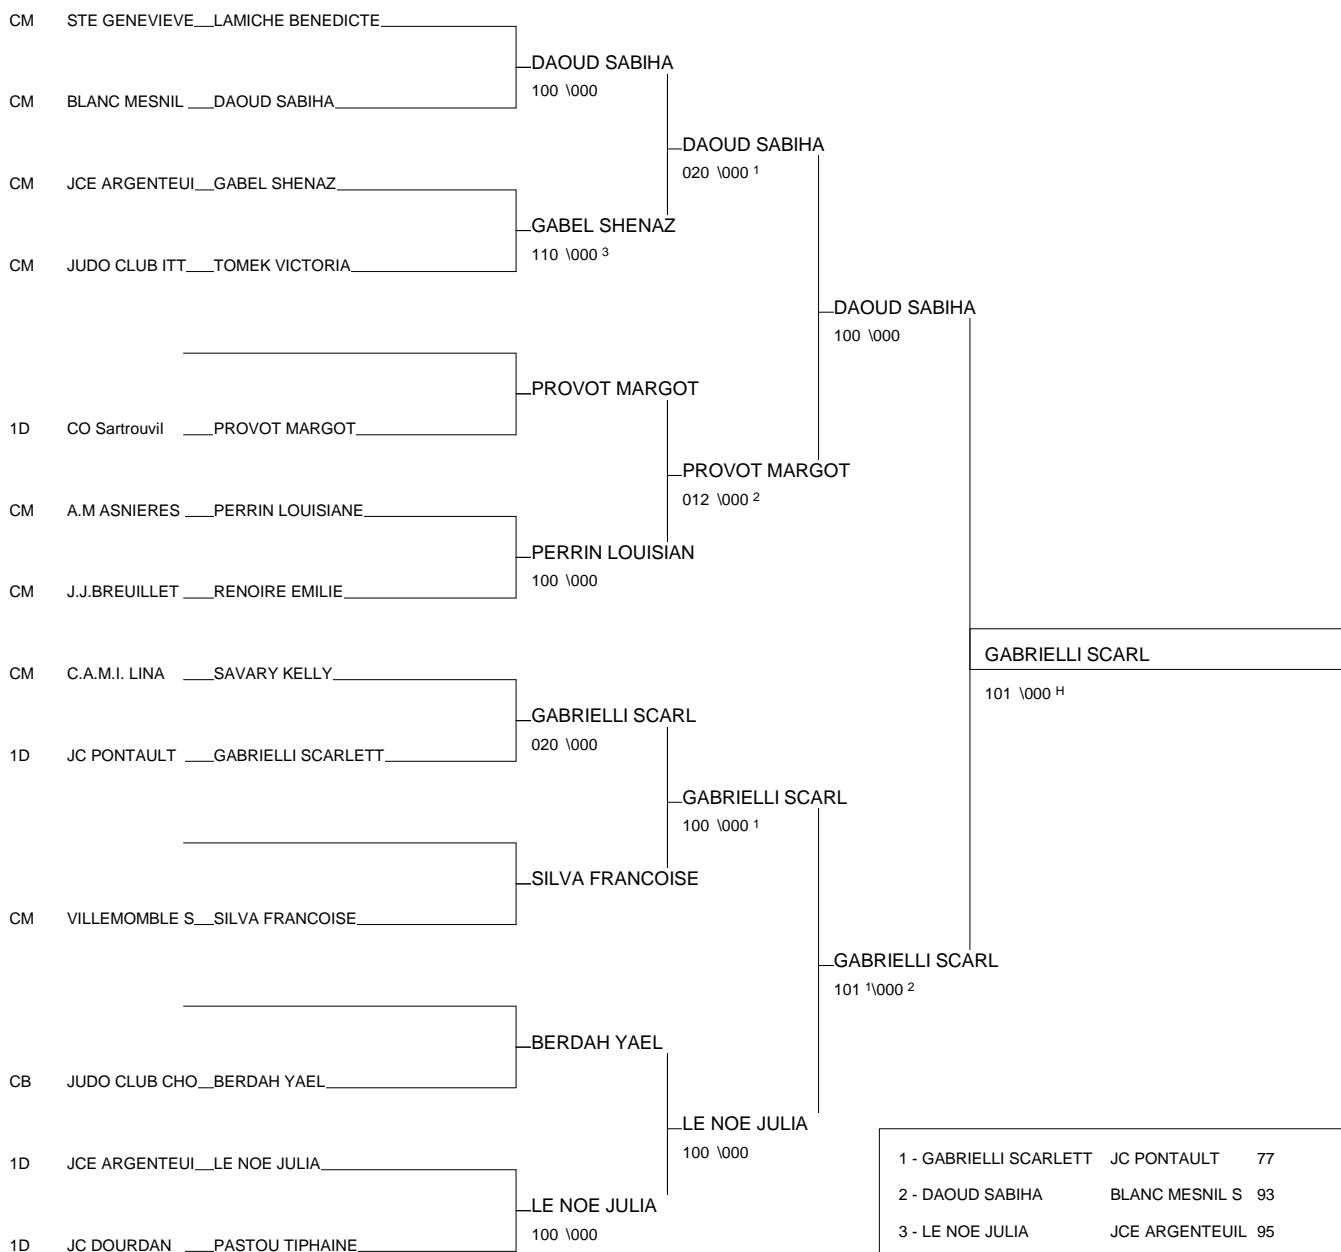 CM STE GENEVIEVE LAMICHE BENEDICTE
DAOUD SABIHA
100 \000
CM BLANC MESNIL DAOUD SABIHA
DAOUD SABIHA
020 \000 1
CM JCE ARGENTEUI GABEL SHENAZ
GABEL SHENAZ
110 \000 3
CM JUDO CLUB ITT TOMEK VICTORIA
DAOUD SABIHA
100 \000
PROVOT MARGOT
1D CO Sartrouvil PROVOT MARGOT
PROVOT MARGOT
012 \000 2
CM A.M ASNIERES PERRIN LOUISIANE
PERRIN LOUISIAN
100 \000
CM J.J.BREUILLET RENOIRE EMILIE
GABRIELLI SCARL
101 \000 H
CM C.A.M.I. LINA SAVARY KELLY
GABRIELLI SCARL
020 \000
1D JC PONTAULT GABRIELLI SCARLETT
GABRIELLI SCARL
100 \000 1
SILVA FRANCOISE
CM VILLEMOMBLE S SILVA FRANCOISE
GABRIELLI SCARL
101 1\000 2
BERDAH YAEL
CB JUDO CLUB CHO BERDAH YAEL
LE NOE JULIA
100 \000
1D JCE ARGENTEUI LE NOE JULIA
LE NOE JULIA
100 \000
1D JC DOURDAN PASTOU TIPHAINE
1 - GABRIELLI SCARLETT JC PONTAULT 77
2 - DAOUD SABIHA BLANC MESNIL S 93
3 - LE NOE JULIA JCE ARGENTEUIL 95